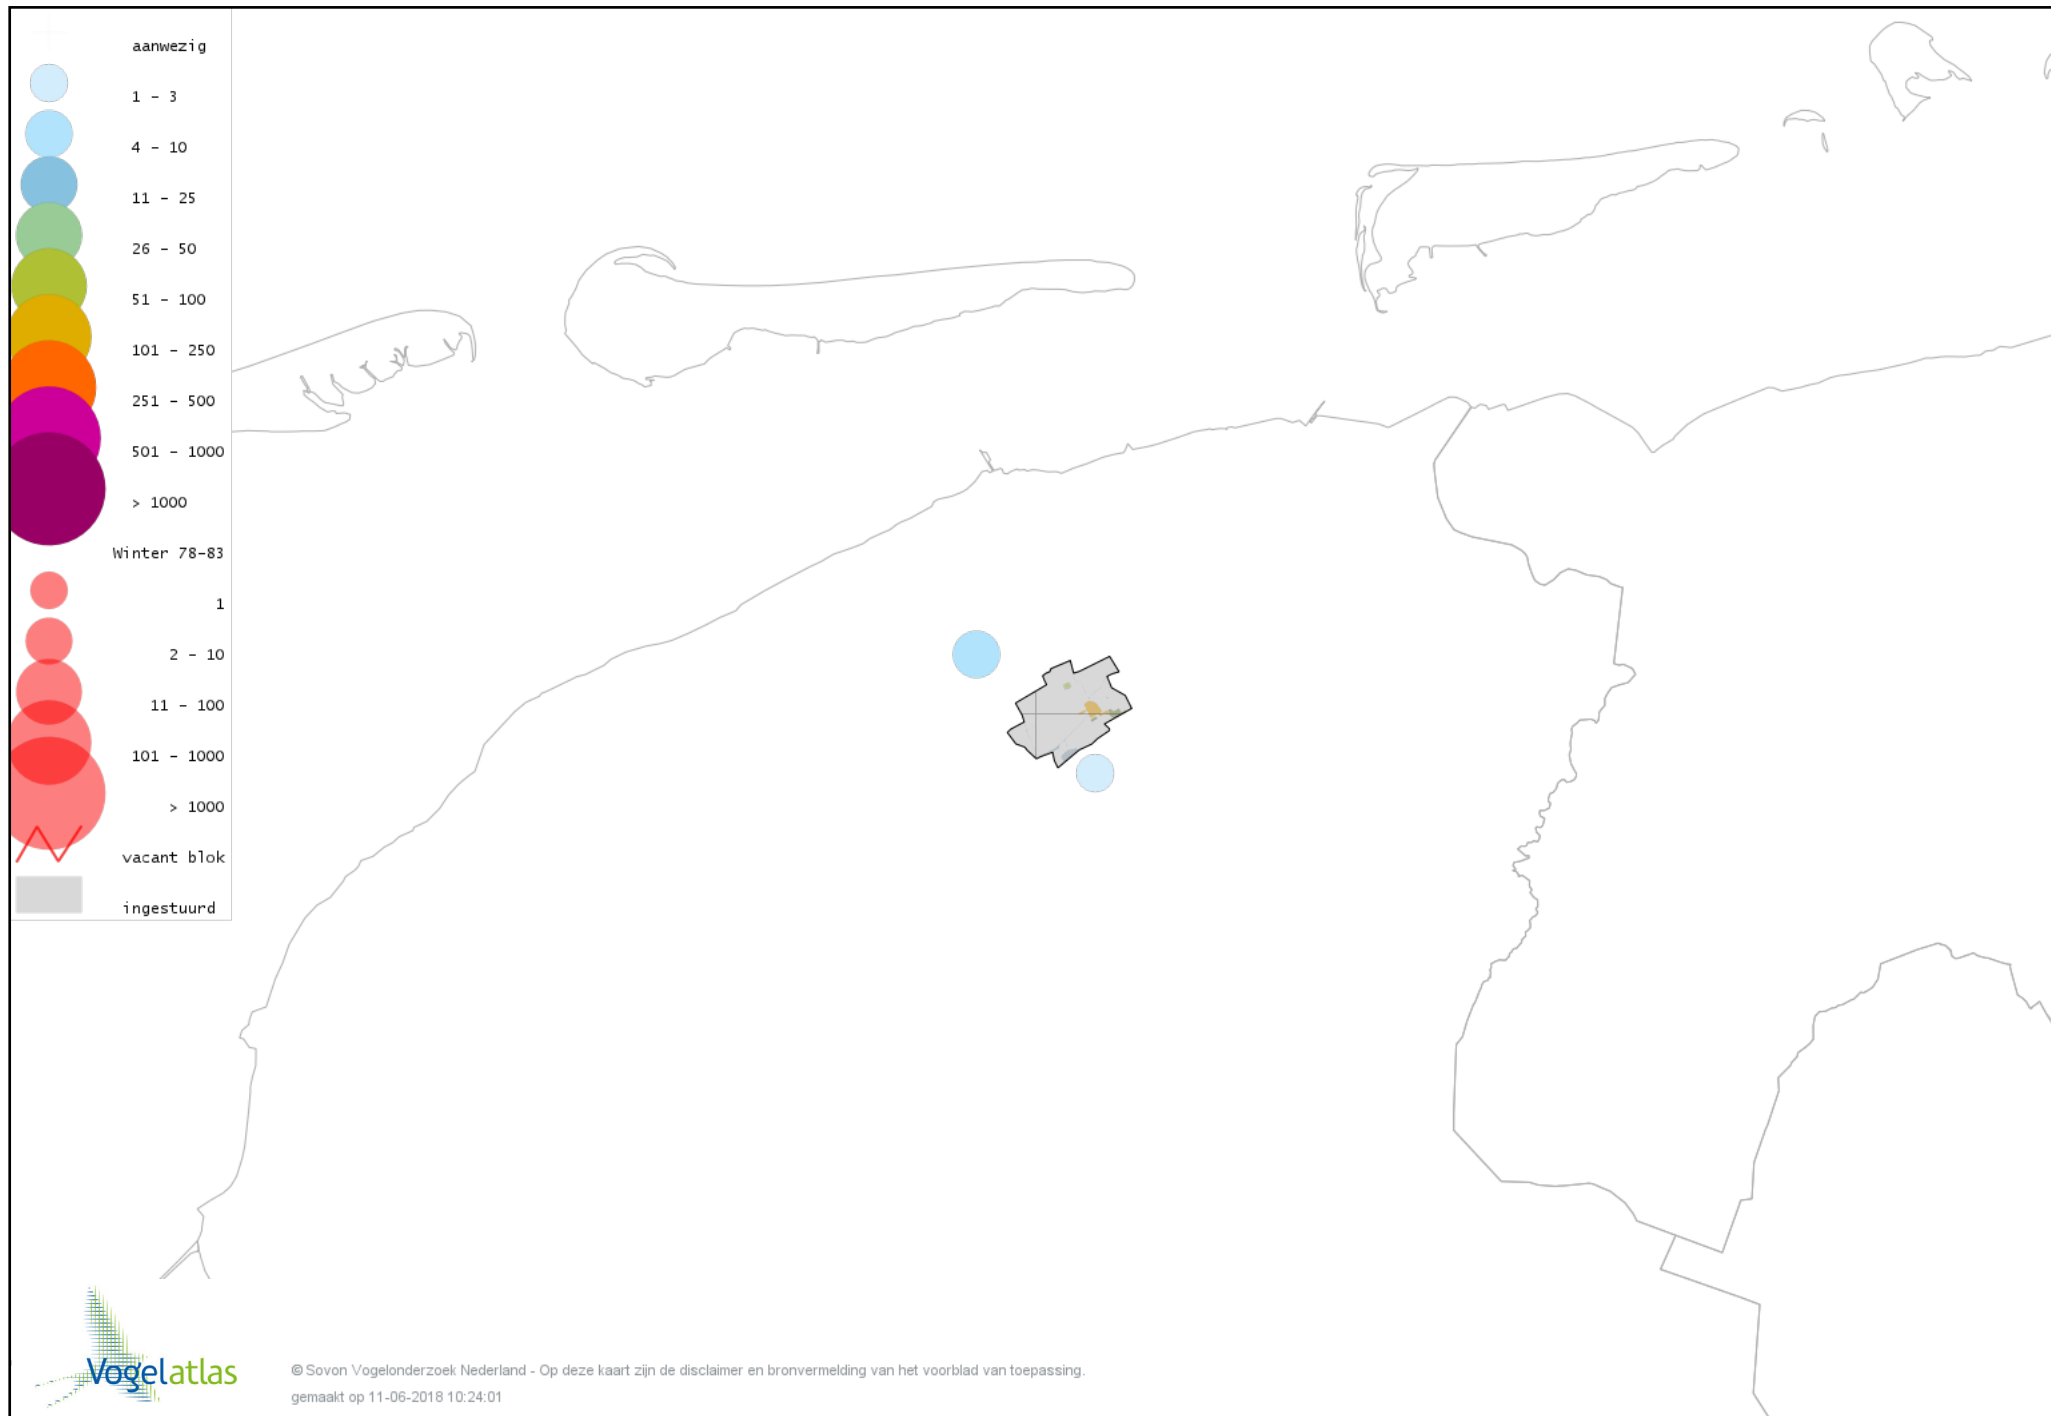 aanwezig
1 - 3
4 - 10
11 - 25
26 - 50
51 - 100
101 - 250
251 - 500
501 - 1000
> 1000
Winter 78-83
1
2 - 10
11 - 100
101 - 1000
> 1000
vacant blok
ingestuurd
Vogelatlas
© Sovon Vogelonderzoek Nederland - Op deze kaart zijn de disclaimer en bronvermelding van het voorblad van toepassing.
gemaakt op 11-06-2018 10:24:01